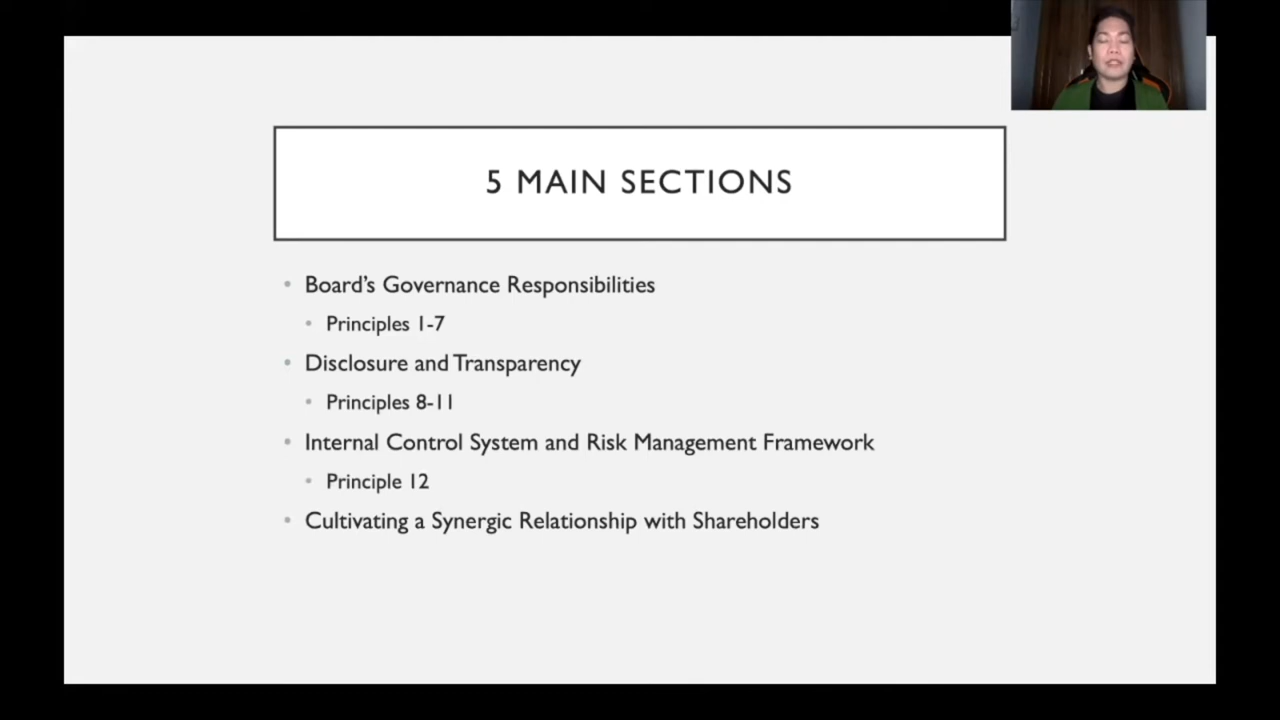 5 MAIN SECTIONS
Board's Governance Responsibilities
Principles 1-7
Disclosure and Transparency
Principles 8-11
Internal Control System and Risk Management Framework
Principle 12
Cultivating a Synergic Relationship with Shareholders